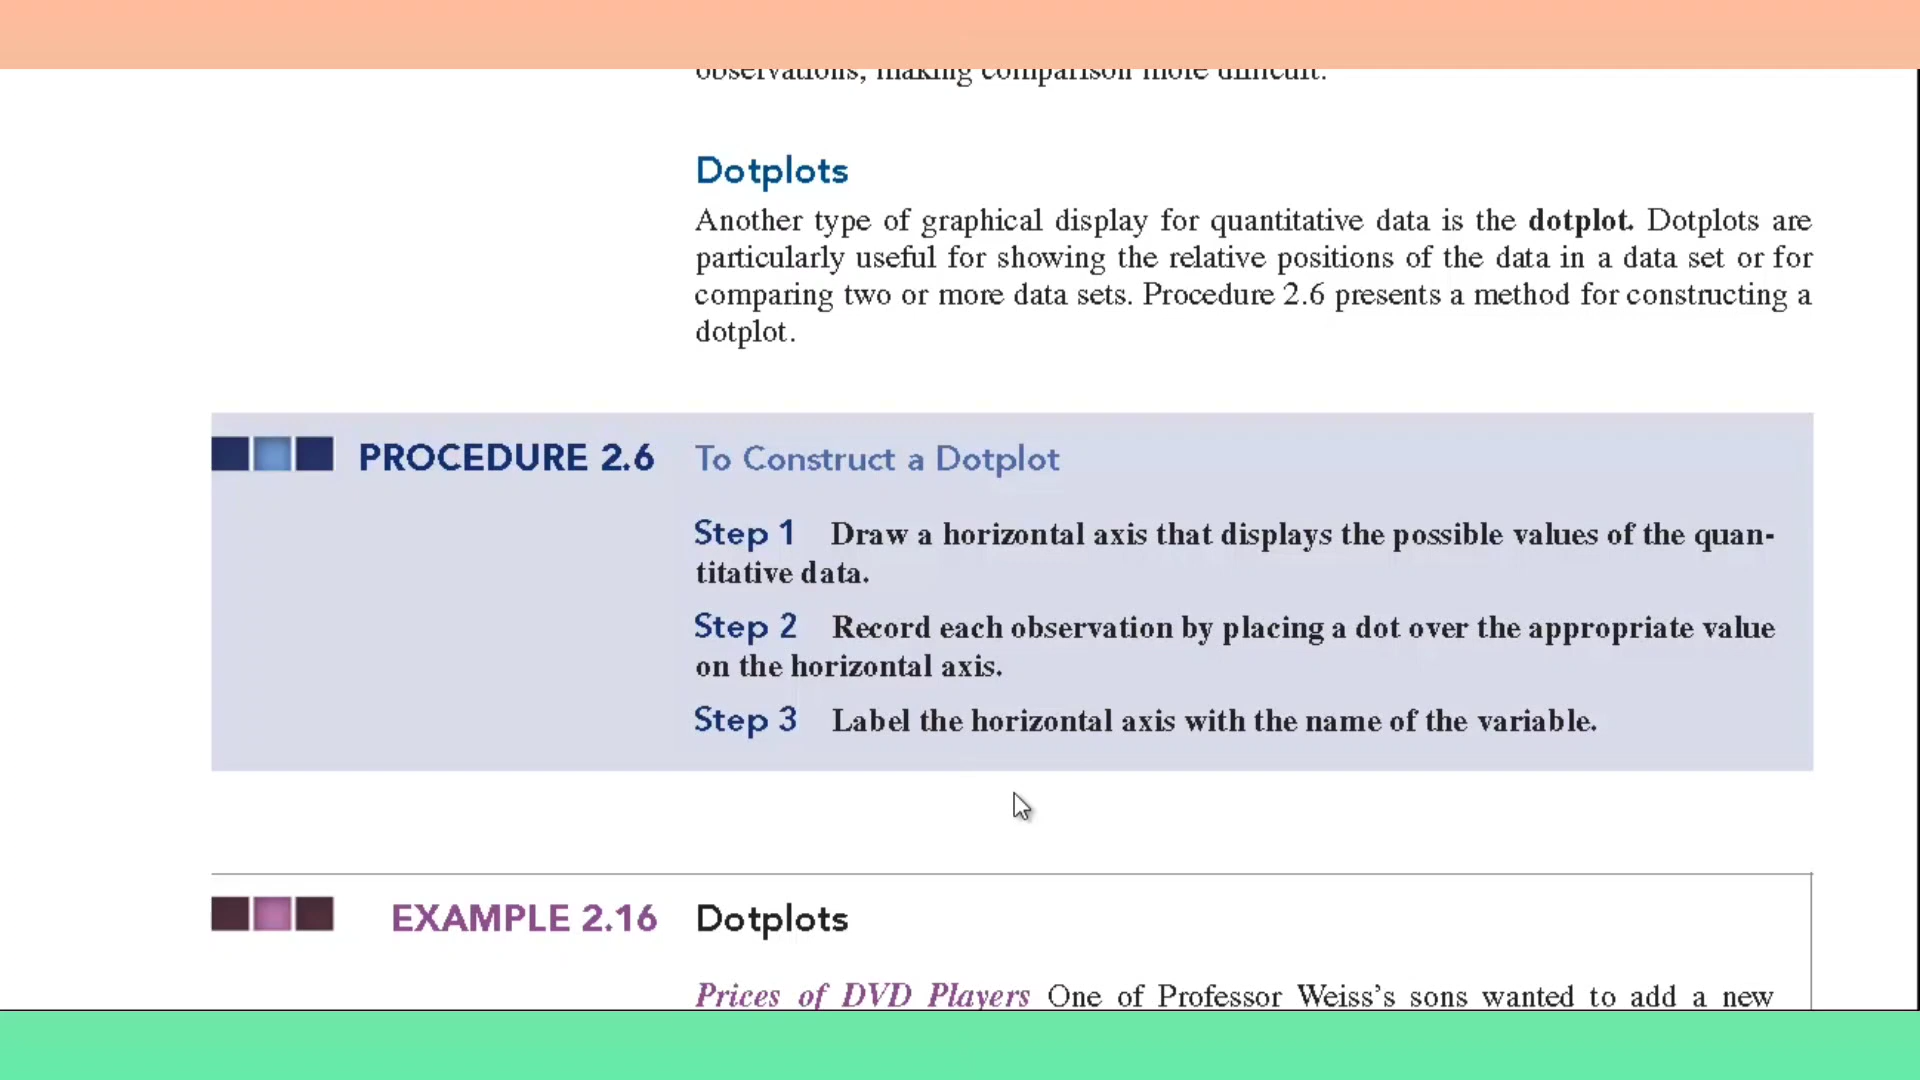 observations, making comparison more difficult.
Dotplots
Another type of graphical display for quantitative data is the dotplot. Dotplots are
particularly useful for showing the relative positions of the data in a data set or for
comparing two or more data sets. Procedure 2.6 presents a method for constructing a
dotplot.
PROCEDURE 2.6 To Construct a Dotplot
Step 1 Draw a horizontal axis that displays the possible values of the quan-
titative data.
Step 2 Record each observation by placing a dot over the appropriate value
on the horizontal axis.
Step 3 Label the horizontal axis with the name of the variable.
EXAMPLE 2.16 Dotplots
Prices of DVD Players One of Professor Weiss's sons wanted to add a new